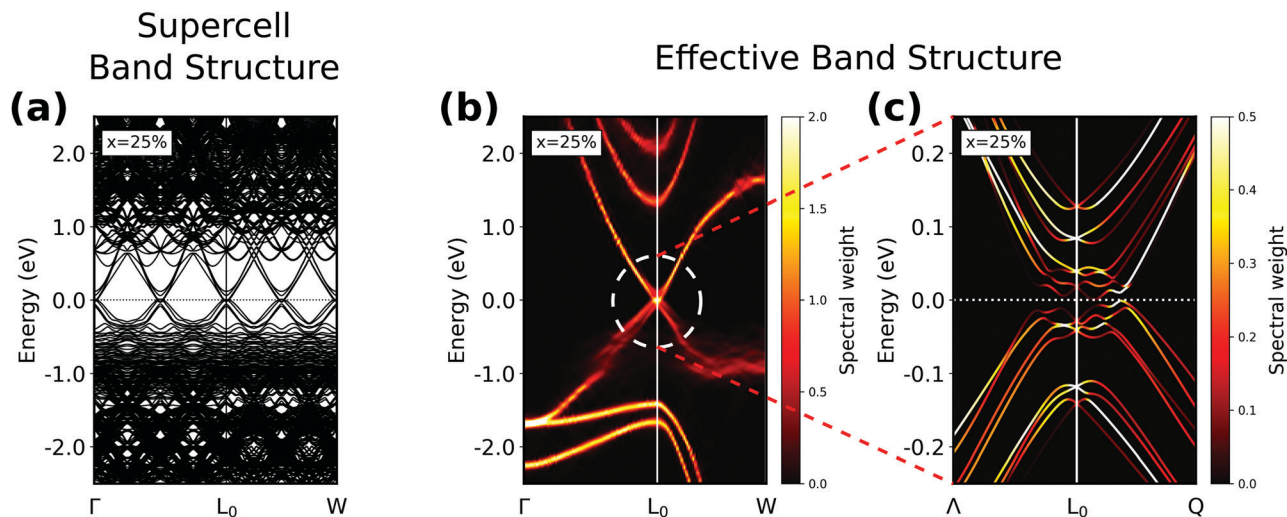 Supercell
Band Structure
Effective Band Structure
(a)
x=25%
Energy (eV)
2.0
1.0
0.0
-1.0
-2.0
Γ
L0
W
(b)
x=25%
Energy (eV)
2.0
1.0
0.0
-1.0
-2.0
Γ
L0
W
2.0
1.5
1.0
0.5
0.0
Spectral weight
(c)
x=25%
Energy (eV)
0.2
0.1
0.0
-0.1
-0.2
Λ
L0
Q
0.5
0.4
0.3
0.2
0.1
0.0
Spectral weight